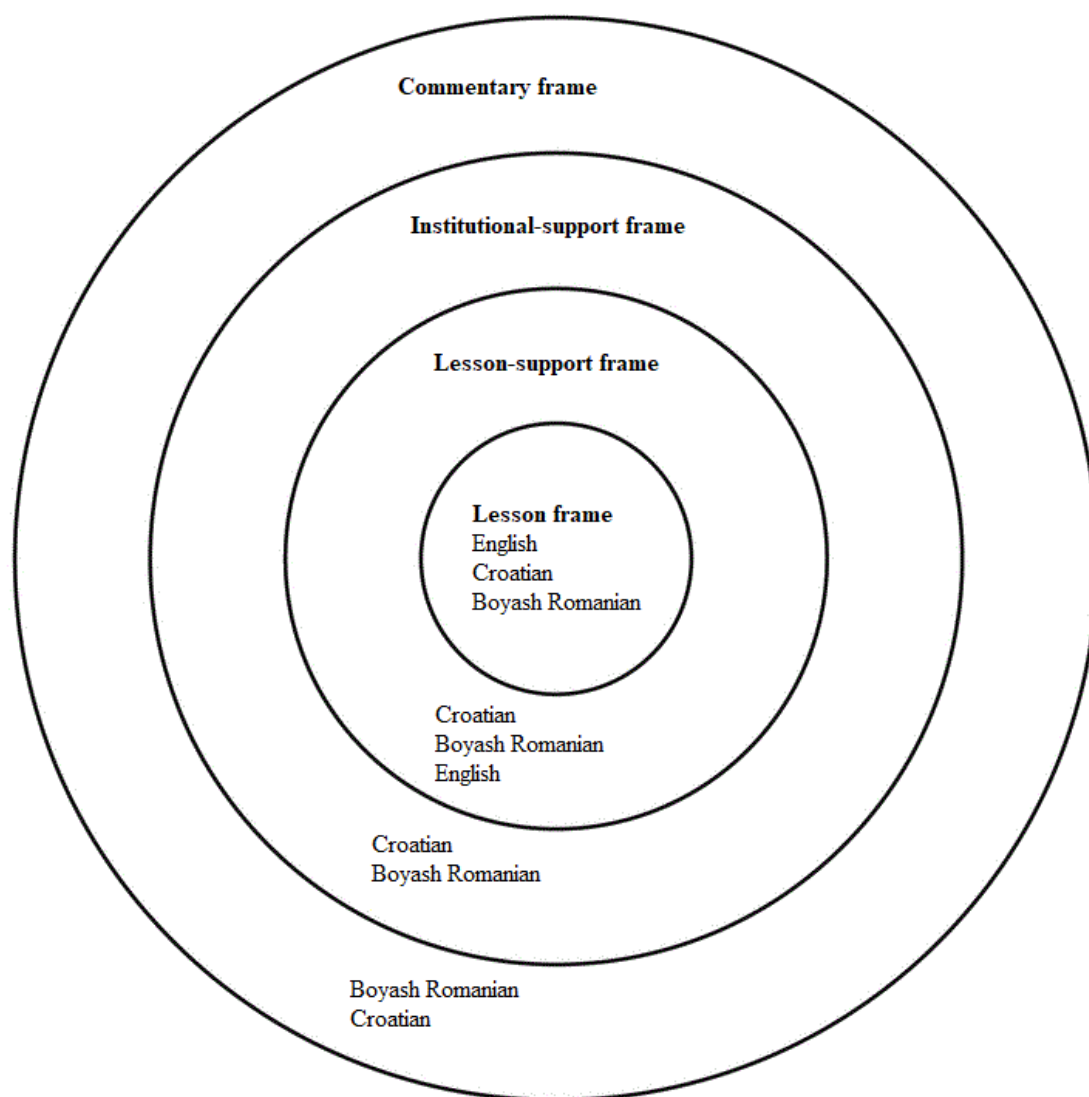 Commentary frame
Institutional-support frame
Lesson-support frame
Lesson frame
English
Croatian
Boyash Romanian
Croatian
Boyash Romanian
English
Croatian
Boyash Romanian
Boyash Romanian
Croatian